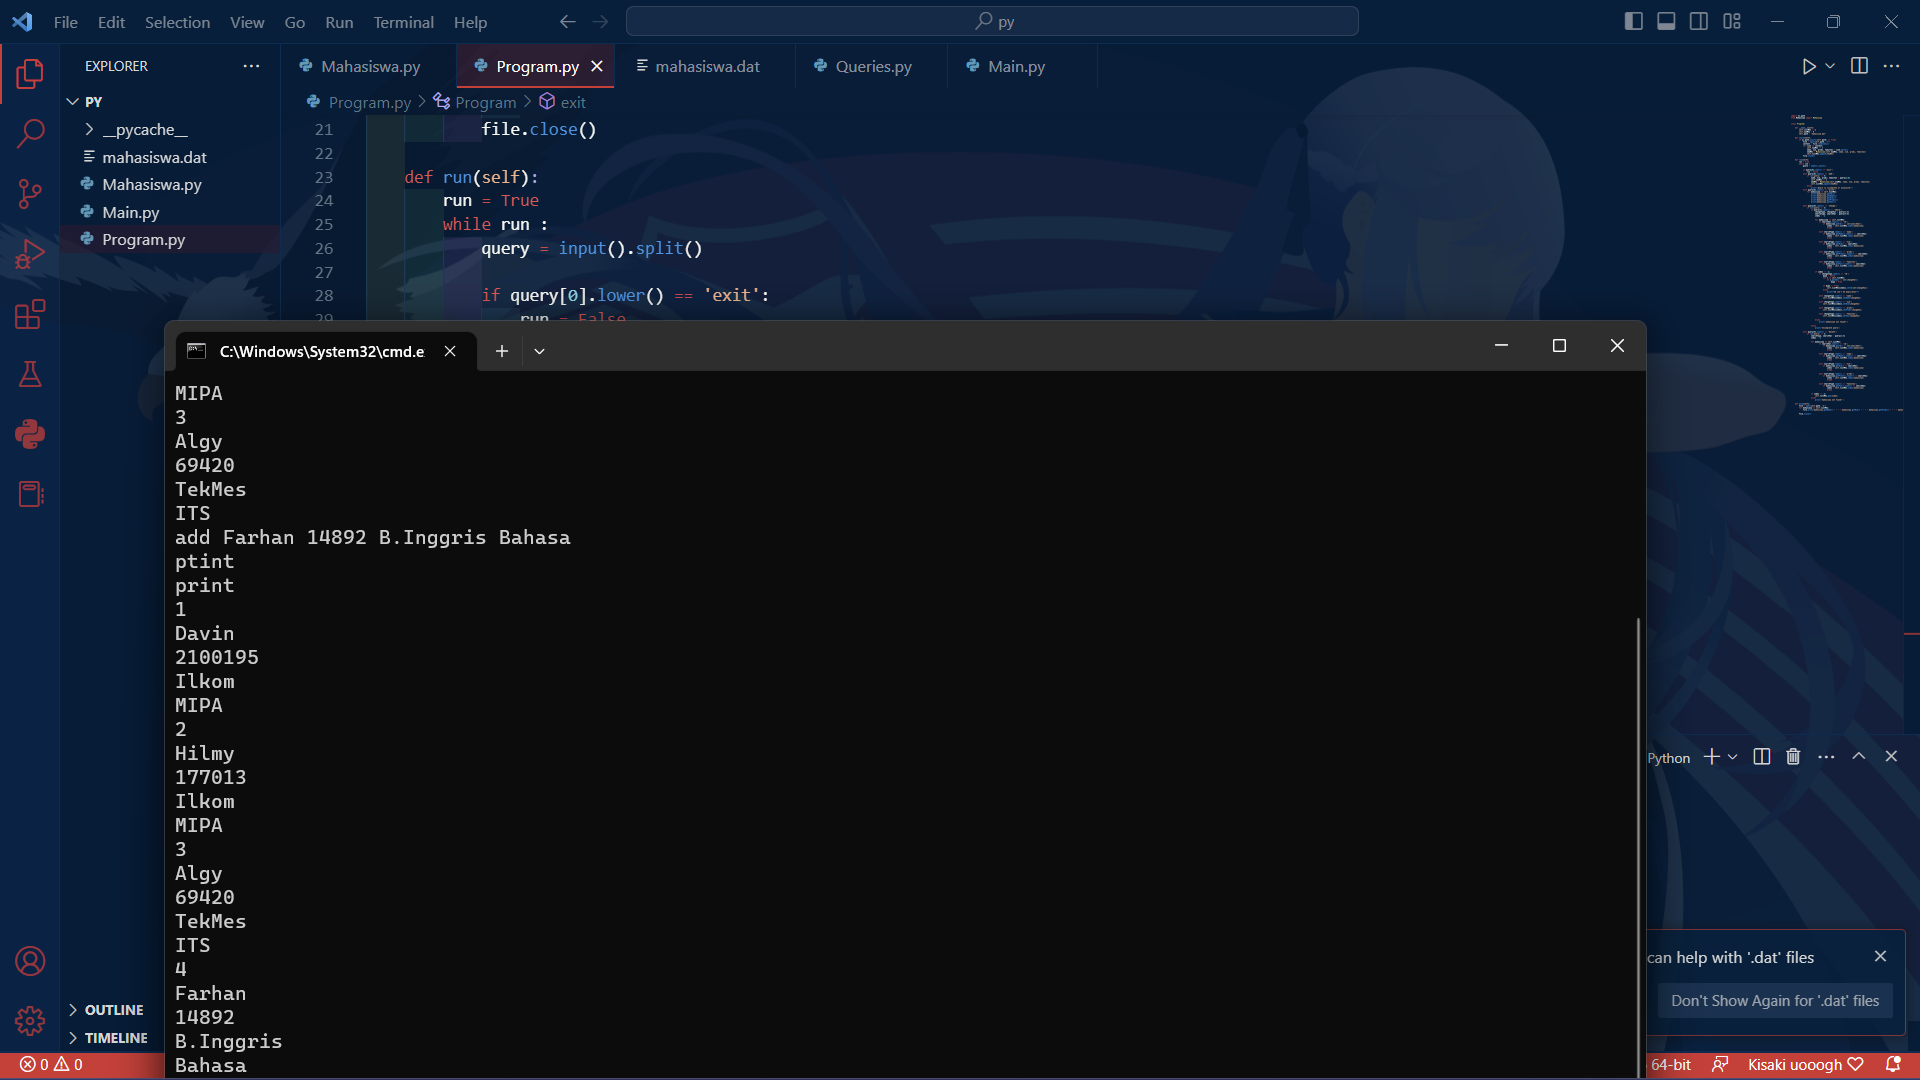 File Edit Selection View Go Run Terminal Help
py
EXPLORER
PY
__pycache__
mahasiswa.dat
Mahasiswa.py
Main.py
Program.py
OUTLINE
TIMELINE
Mahasiswa.py Program.py mahasiswa.dat Queries.py Main.py
Program.py Program exit
21 file.close()
22
23 def run(self):
24 run = True
25 while run :
26 query = input().split()
27
28 if query[0].lower() == 'exit':
29 run = False
C:\Windows\System32\cmd.e
MIPA
3
Algy
69420
TekMes
ITS
add Farhan 14892 B.Inggris Bahasa
ptint
print
1
Davin
2100195
Ilkom
MIPA
2
Hilmy
177013
Ilkom
MIPA
3
Algy
69420
TekMes
ITS
4
Farhan
14892
B.Inggris
Bahasa
Python
can help with '.dat' files
Don't Show Again for '.dat' files
0 0
64-bit Kisaki uooogh